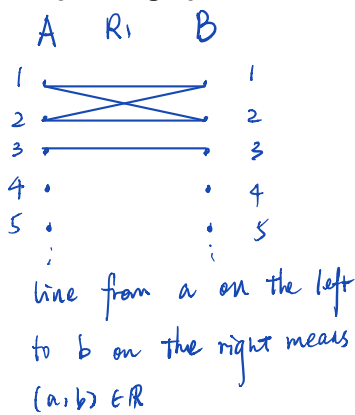 A R₁ B
1 1
2 2
3 3
4 4
5 5
line from a on the left
to b on the right means
(a,b) ∈ R